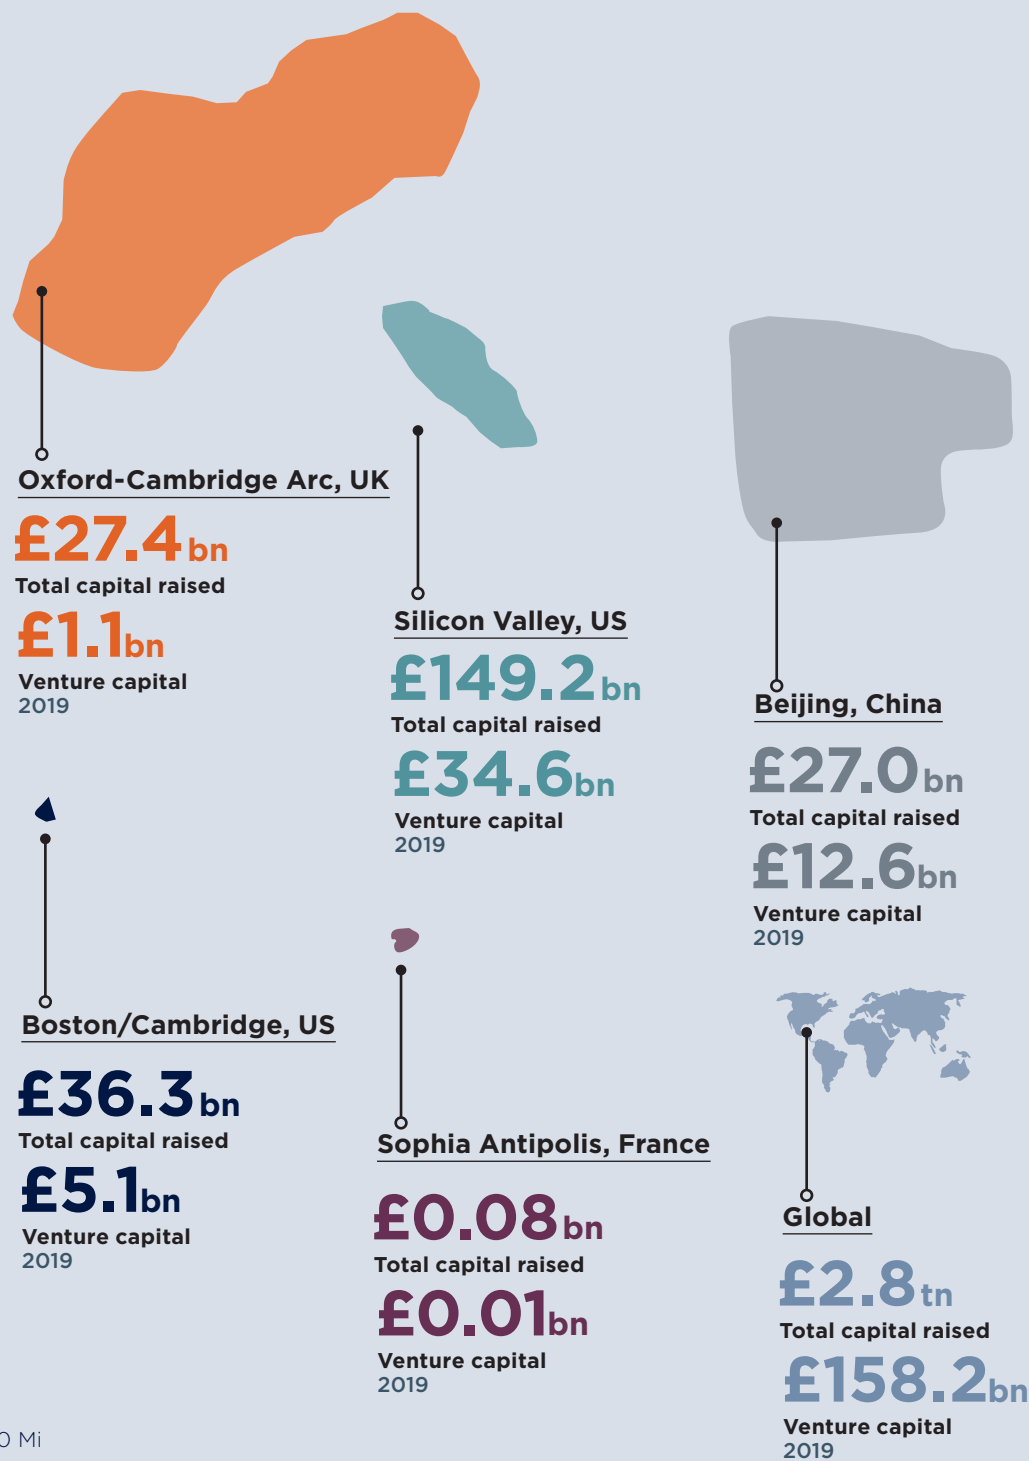 Oxford-Cambridge Arc, UK
£27.4bn
Total capital raised
£1.1bn
Venture capital
2019
Silicon Valley, US
£149.2bn
Total capital raised
£34.6bn
Venture capital
2019
Beijing, China
£27.0bn
Total capital raised
£12.6bn
Venture capital
2019
Boston/Cambridge, US
£36.3bn
Total capital raised
£5.1bn
Venture capital
2019
Sophia Antipolis, France
£0.08bn
Total capital raised
£0.01bn
Venture capital
2019
Global
£2.8tn
Total capital raised
£158.2bn
Venture capital
2019
0 Mi